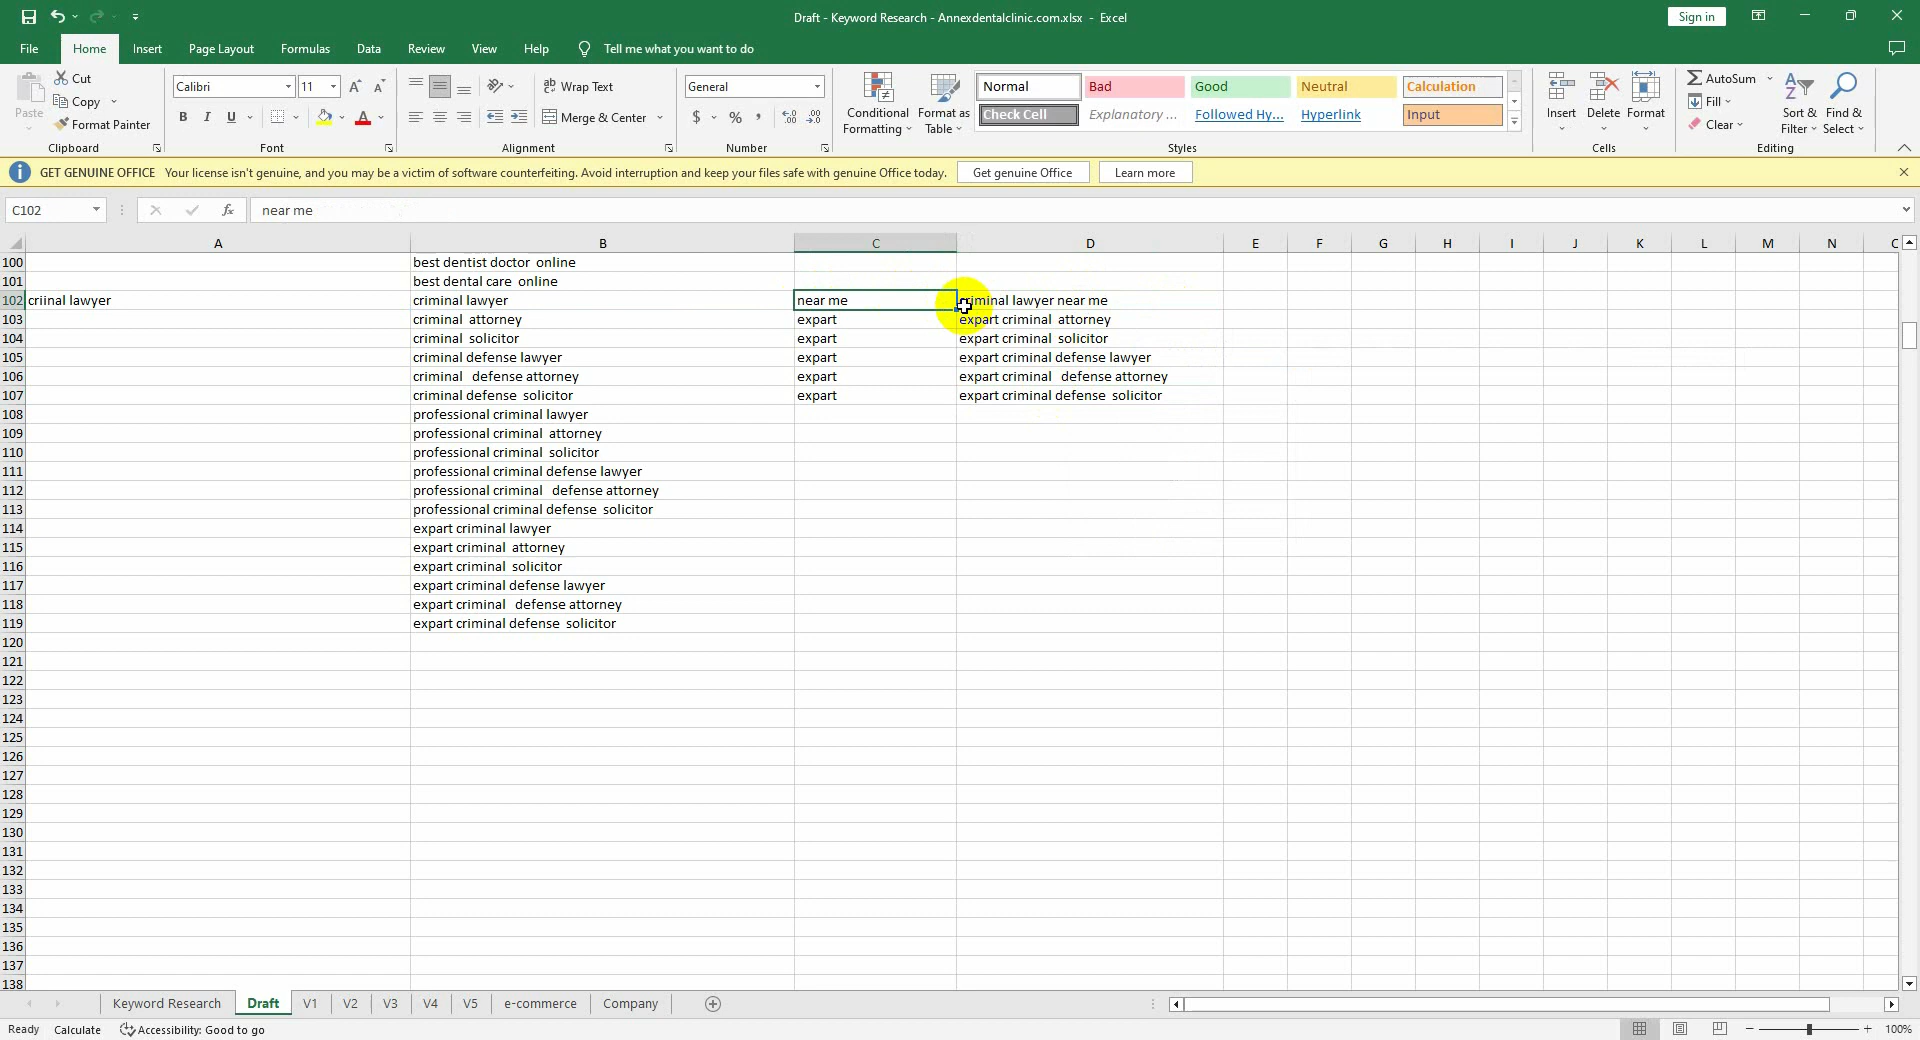 Draft - Keyword Research - Annexdentalclinic.com.xlsx - Excel
Sign in
File Home Insert Page Layout Formulas Data Review View Help Tell me what you want to do
Paste
Cut
Copy
Format Painter
Clipboard
Calibri 11
B I U
Font
Wrap Text
Merge & Center
Alignment
General
$ % ,
Number
Conditional Formatting
Format as Table
Normal Bad Good Neutral Calculation
Check Cell Explanatory ... Followed Hy... Hyperlink Input
Styles
Insert Delete Format
Cells
AutoSum
Fill
Clear
Sort & Filter
Find & Select
Editing
GET GENUINE OFFICE Your license isn't genuine, and you may be a victim of software counterfeiting. Avoid interruption and keep your files safe with genuine Office today. Get genuine Office Learn more
C102 fx near me
A B C D E F G H I J K L M N
100 best dentist doctor online
101 best dental care online
102 criinal lawyer criminal lawyer near me criminal lawyer near me
103 criminal attorney expart expart criminal attorney
104 criminal solicitor expart expart criminal solicitor
105 criminal defense lawyer expart expart criminal defense lawyer
106 criminal defense attorney expart expart criminal defense attorney
107 criminal defense solicitor expart expart criminal defense solicitor
108 professional criminal lawyer
109 professional criminal attorney
110 professional criminal solicitor
111 professional criminal defense lawyer
112 professional criminal defense attorney
113 professional criminal defense solicitor
114 expart criminal lawyer
115 expart criminal attorney
116 expart criminal solicitor
117 expart criminal defense lawyer
118 expart criminal defense attorney
119 expart criminal defense solicitor
120
121
122
123
124
125
126
127
128
129
130
131
132
133
134
135
136
137
138
Keyword Research Draft V1 V2 V3 V4 V5 e-commerce Company
Ready Calculate Accessibility: Good to go 100%